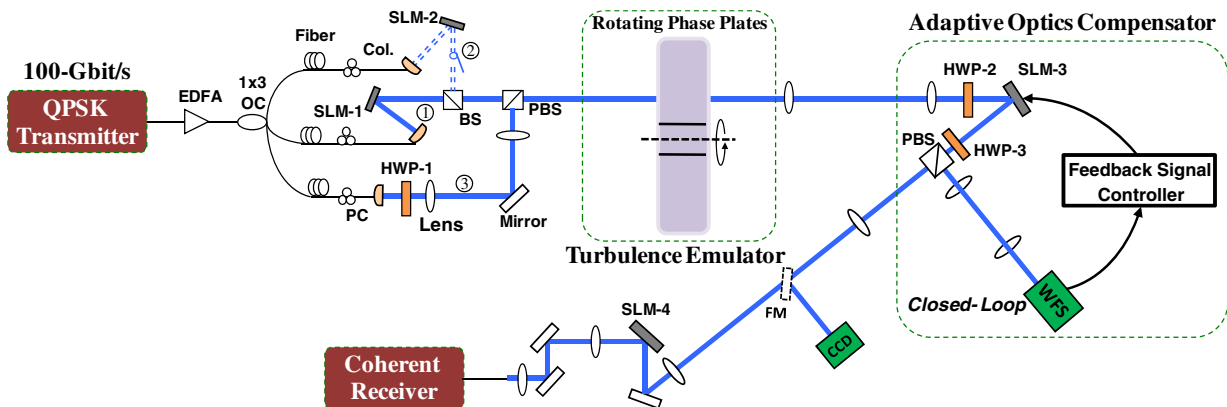 SLM-2
Fiber
Col.
②
Rotating Phase Plates
Adaptive Optics Compensator
100-Gbit/s
QPSK
Transmitter
EDFA
1x3
OC
SLM-1
①
BS
PBS
HWP-2
SLM-3
PBS
HWP-3
Feedback Signal
Controller
HWP-1
③
PC
Lens
Mirror
Turbulence Emulator
Closed-Loop
WFS
FM
CCD
SLM-4
Coherent
Receiver